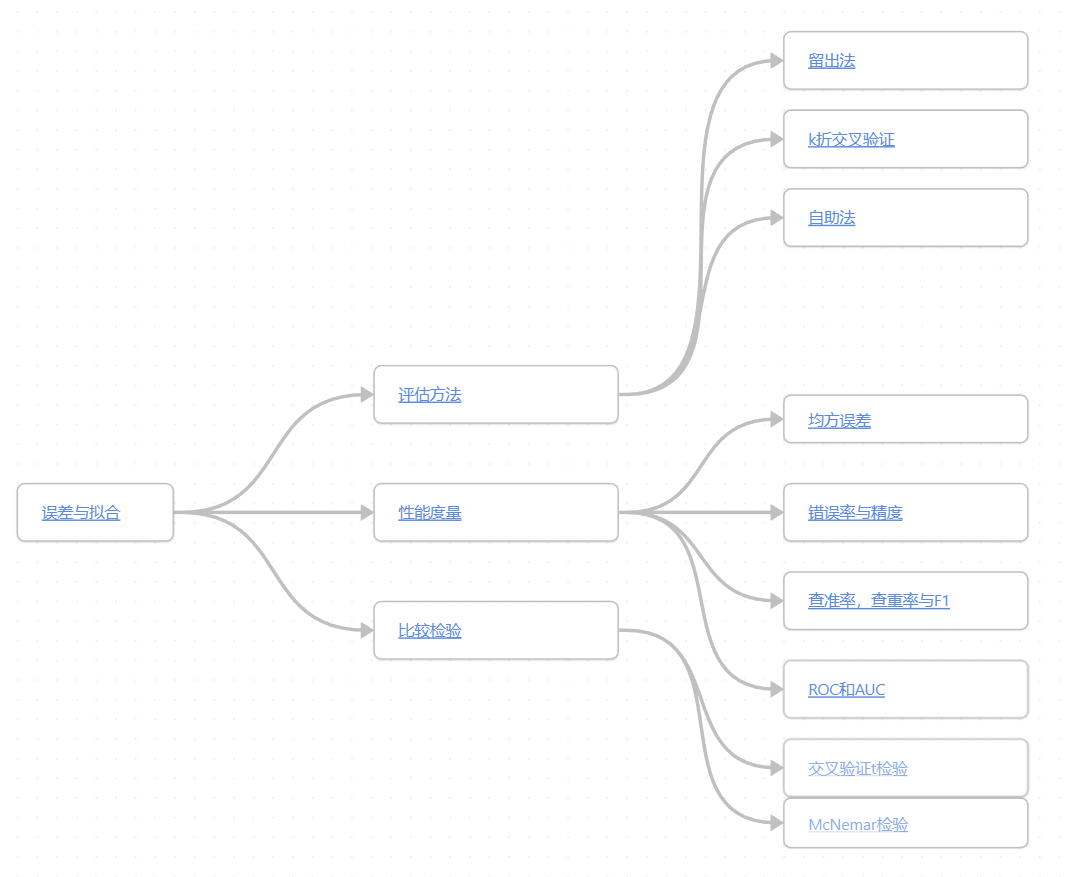 留出法
k折交叉验证
自助法
评估方法
均方误差
误差与拟合
性能度量
错误率与精度
查准率，查重率与F1
比较检验
ROC和AUC
交叉验证t检验
McNemar检验